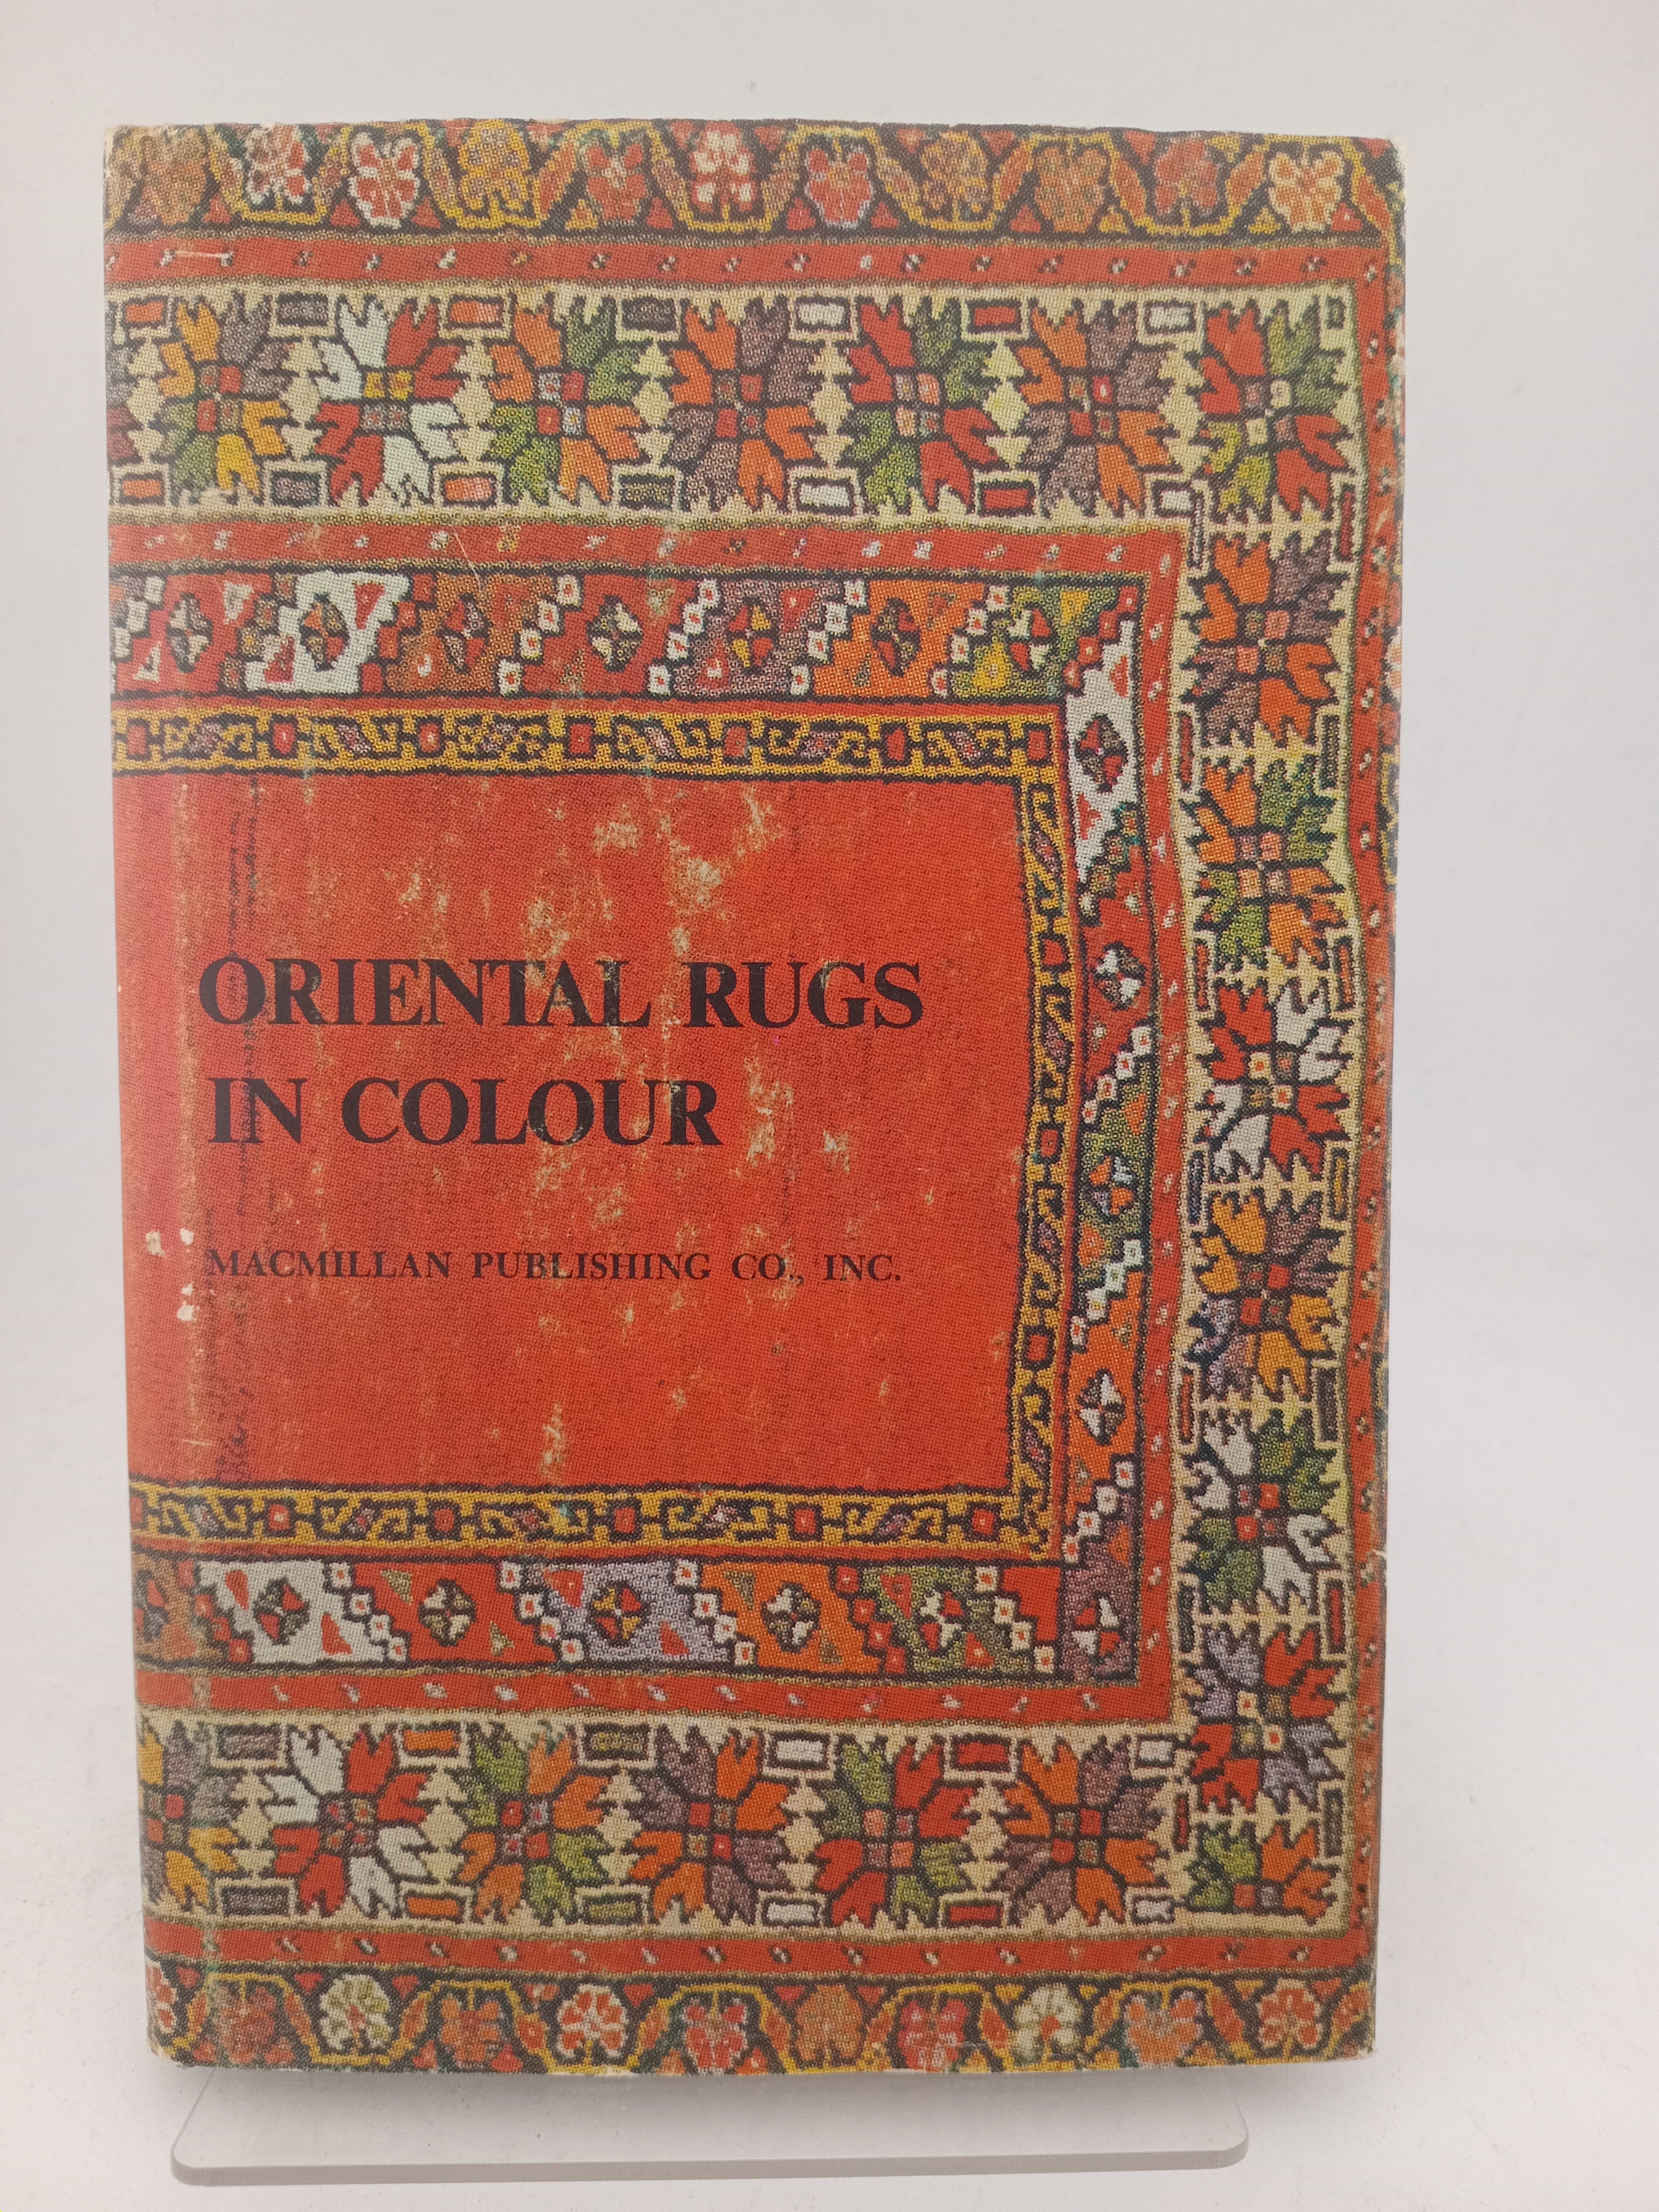 ORIENTAL RUGS
IN COLOUR
MACMILLAN PUBLISHING CO., INC.